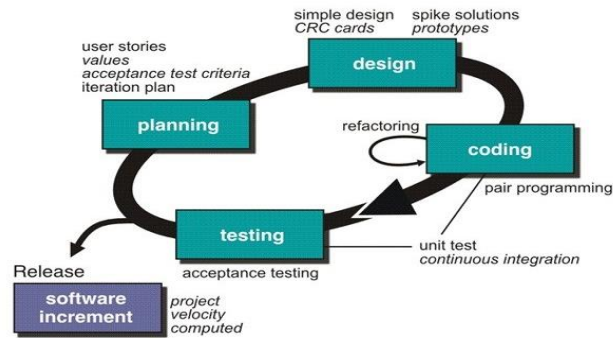 simple design
CRC cards
spike solutions
prototypes
user stories
values
acceptance test criteria
iteration plan
design
planning
refactoring
coding
pair programming
testing
unit test
continuous integration
acceptance testing
Release
software
increment
project
velocity
computed